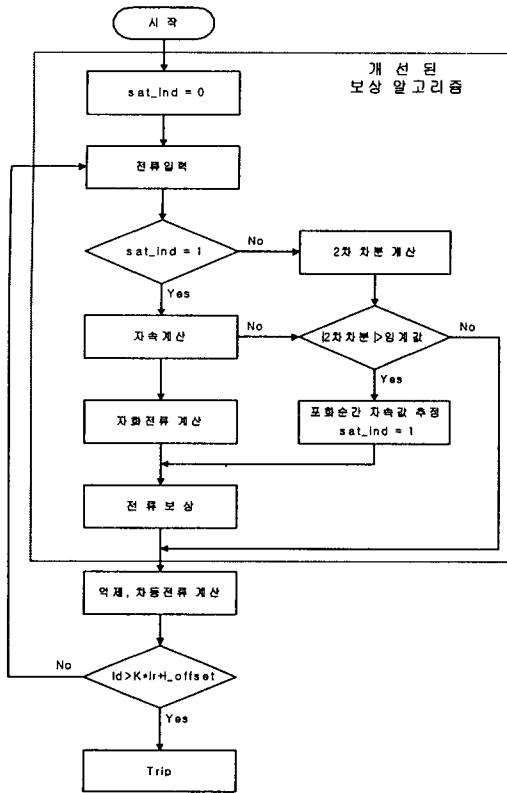 시 작
개 선 된
보상 알고리즘
sat_ind = 0
전류입력
sat_ind = 1
No
2차 차분 계산
Yes
자속계산
No
|2차차분|>임계값
No
Yes
자화전류 계산
포화순간 자속값 추정
sat_ind = 1
전 류 보 상
억제, 차동전류 계산
No
Id>K*Ir+I_offset
Yes
Trip